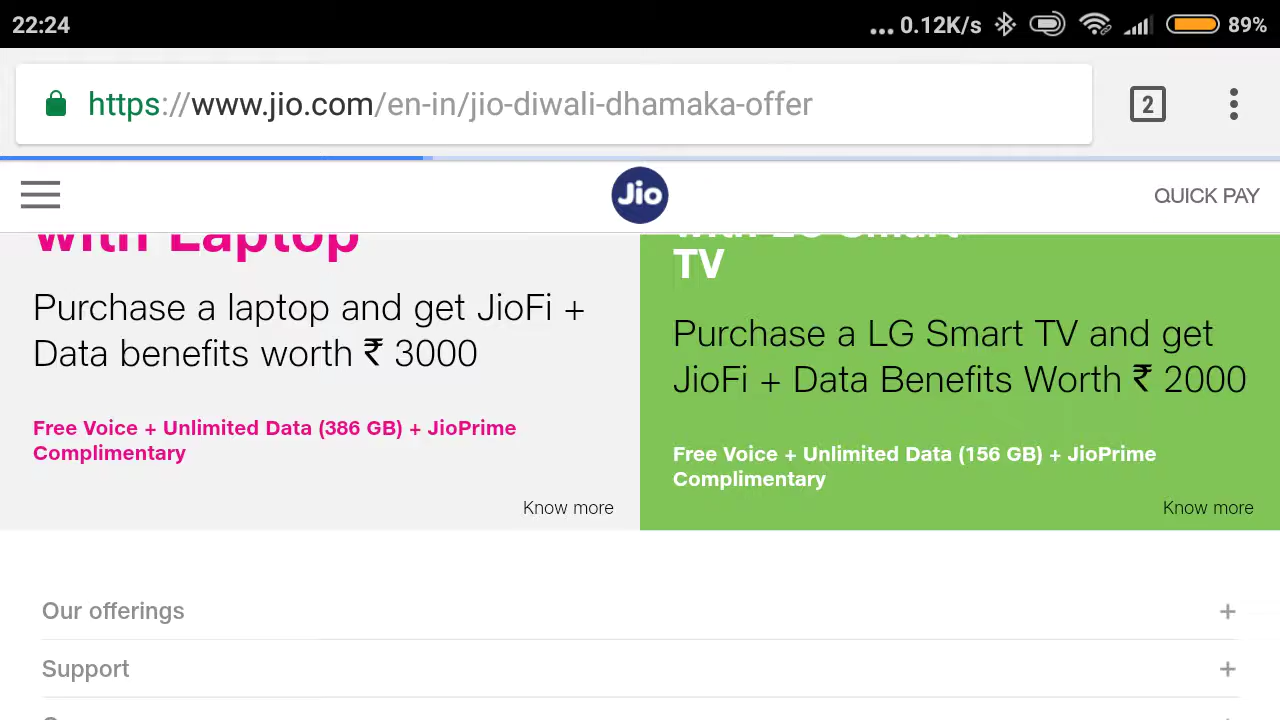 22:24
... 0.12K/s
89%
https://www.jio.com/en-in/jio-diwali-dhamaka-offer
2
Jio
QUICK PAY
with Laptop
Purchase a laptop and get JioFi +
Data benefits worth ₹ 3000
Free Voice + Unlimited Data (386 GB) + JioPrime
Complimentary
Know more
with LG Smart
TV
Purchase a LG Smart TV and get
JioFi + Data Benefits Worth ₹ 2000
Free Voice + Unlimited Data (156 GB) + JioPrime
Complimentary
Know more
Our offerings +
Support +